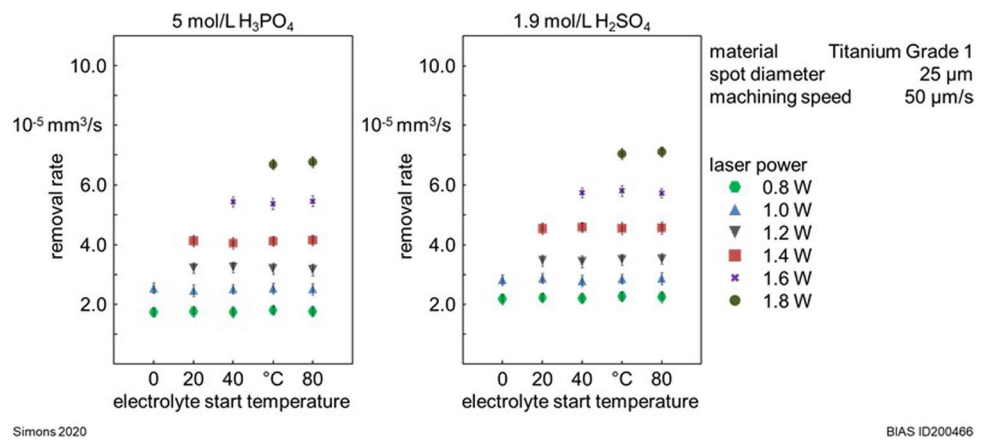 5 mol/L H₃PO₄
10.0
10⁻⁵ mm³/s
6.0
4.0
2.0
removal rate
0 20 40 °C 80
electrolyte start temperature
1.9 mol/L H₂SO₄
10.0
10⁻⁵ mm³/s
6.0
4.0
2.0
removal rate
0 20 40 °C 80
electrolyte start temperature
material Titanium Grade 1
spot diameter 25 µm
machining speed 50 µm/s
laser power
0.8 W
1.0 W
1.2 W
1.4 W
1.6 W
1.8 W
Simons 2020
BIAS ID200466